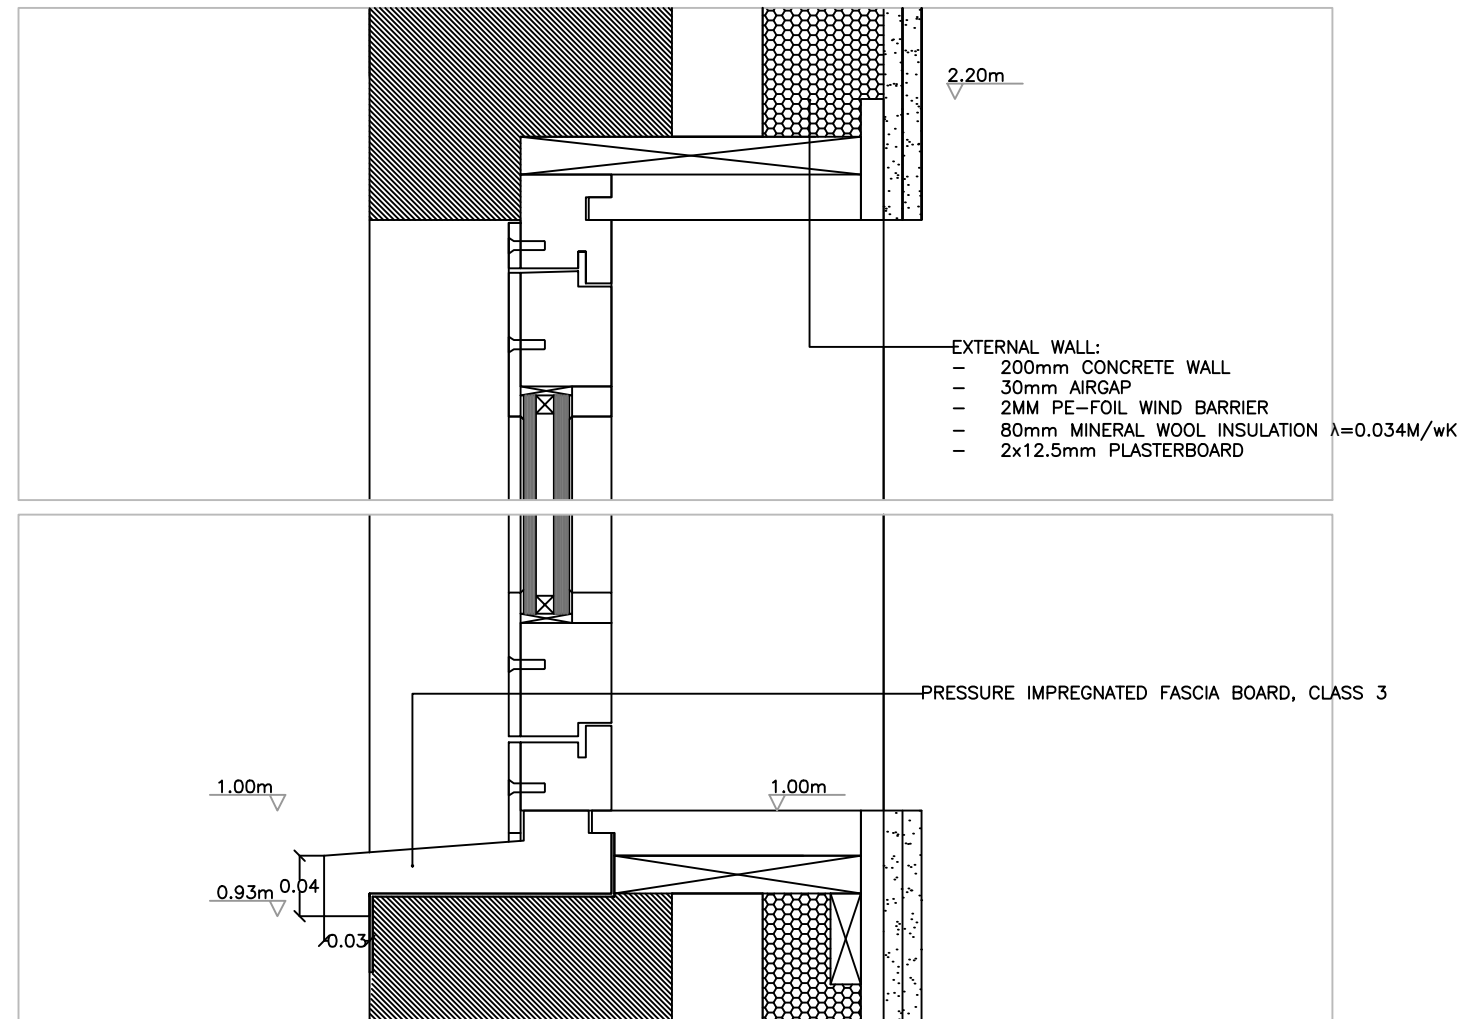 2.20m
EXTERNAL WALL:
– 200mm CONCRETE WALL
– 30mm AIRGAP
– 2MM PE–FOIL WIND BARRIER
– 80mm MINERAL WOOL INSULATION λ=0.034M/wK
– 2x12.5mm PLASTERBOARD
PRESSURE IMPREGNATED FASCIA BOARD, CLASS 3
1.00m
1.00m
0.04
0.93m
0.03